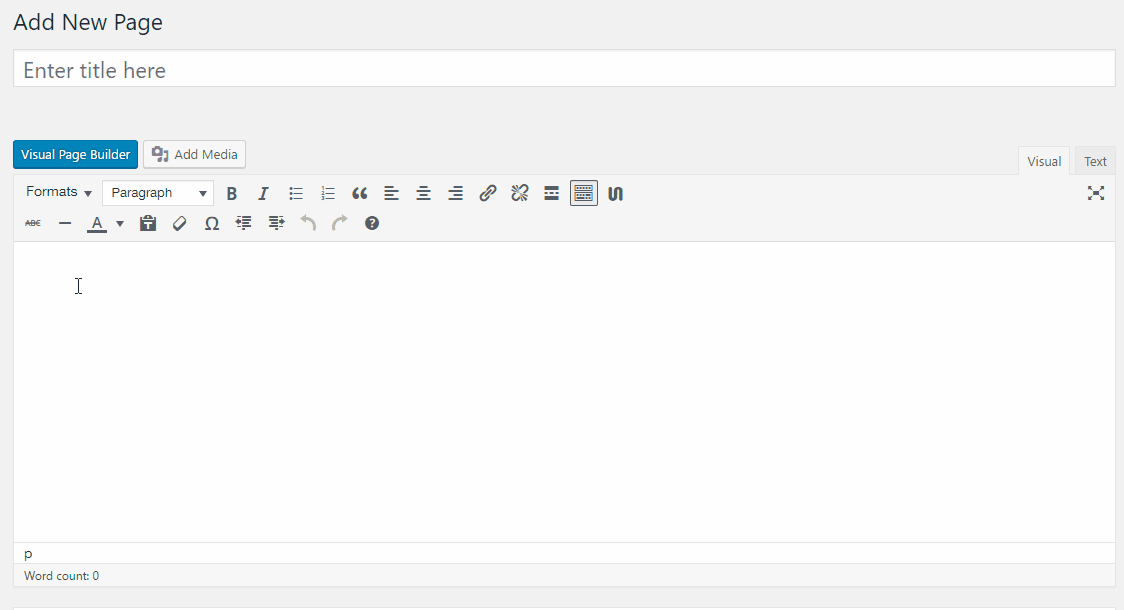 Add New Page
Enter title here
Visual Page Builder Add Media
Visual Text
Formats Paragraph B I
ABC A Ω
p
Word count: 0